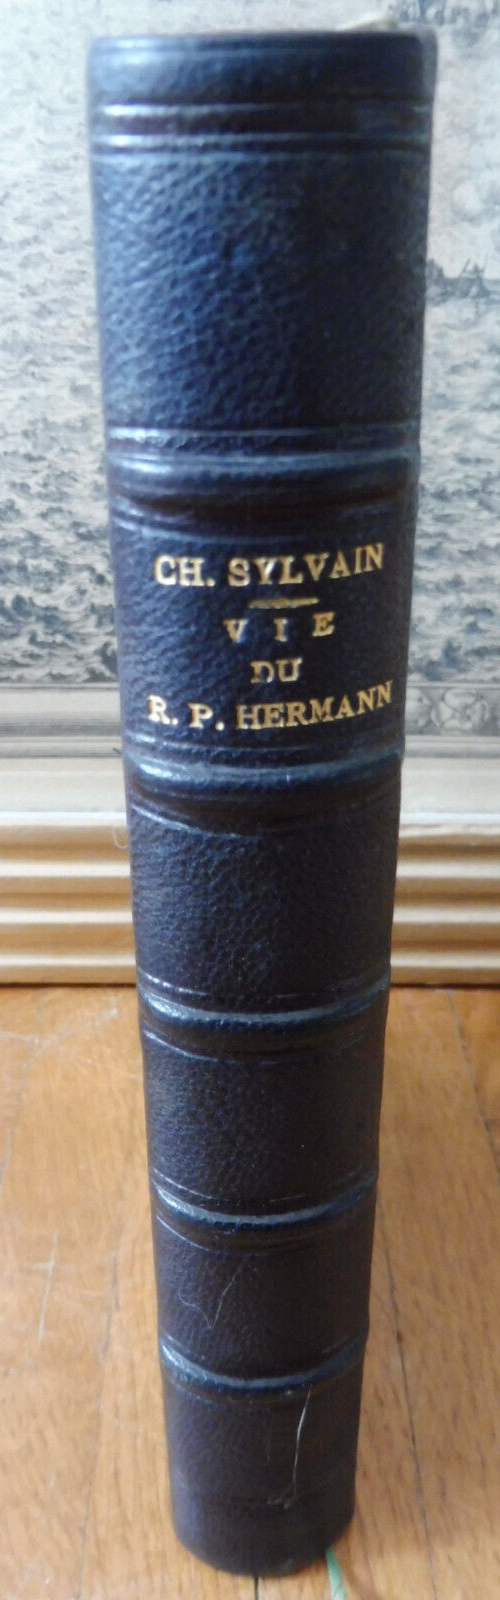 CH. SYLVAIN
VIE
DU
R. P. HERMANN